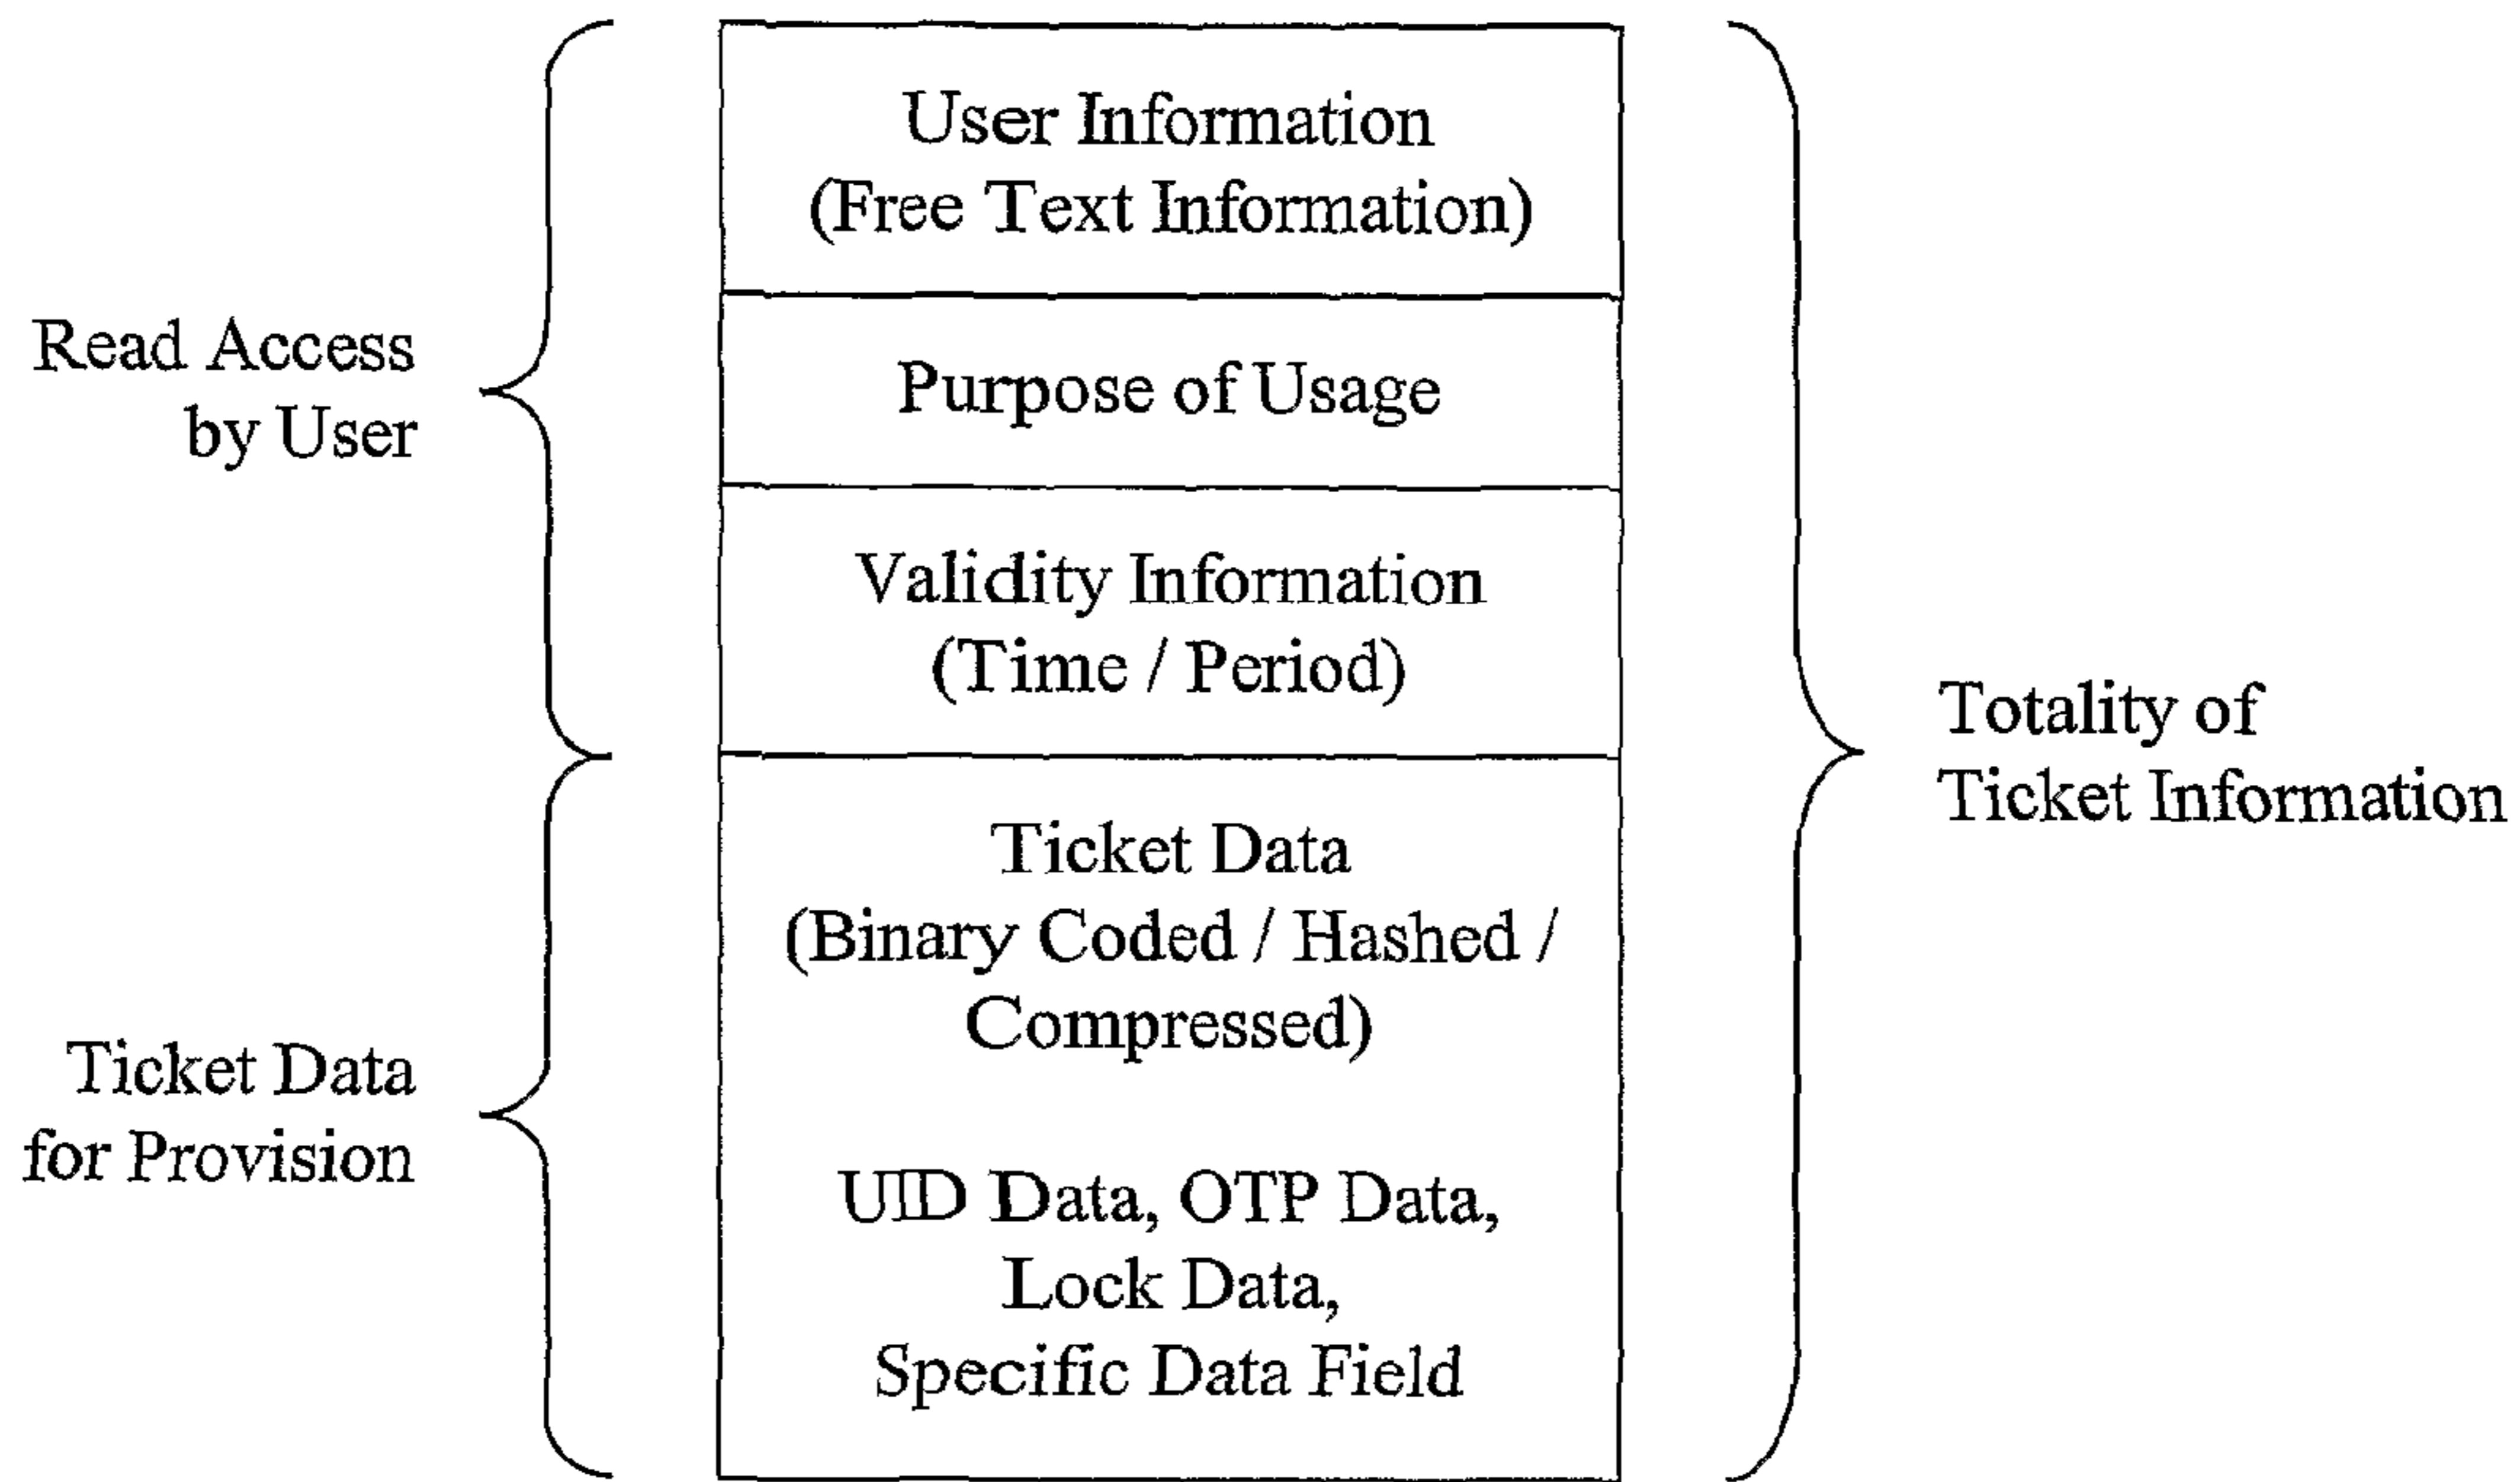 User Information
(Free Text Information)
Read Access
by User
Purpose of Usage
Validity Information
(Time / Period)
Totality of
Ticket Information
Ticket Data
(Binary Coded / Hashed /
Compressed)
Ticket Data
for Provision
UID Data, OTP Data,
Lock Data,
Specific Data Field